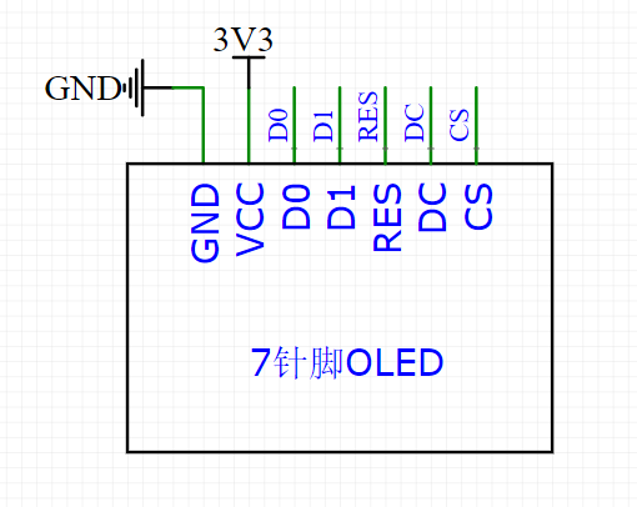 3V3
GND
D0
D1
RES
DC
CS
GND
VCC
D0
D1
RES
DC
CS
7针脚OLED